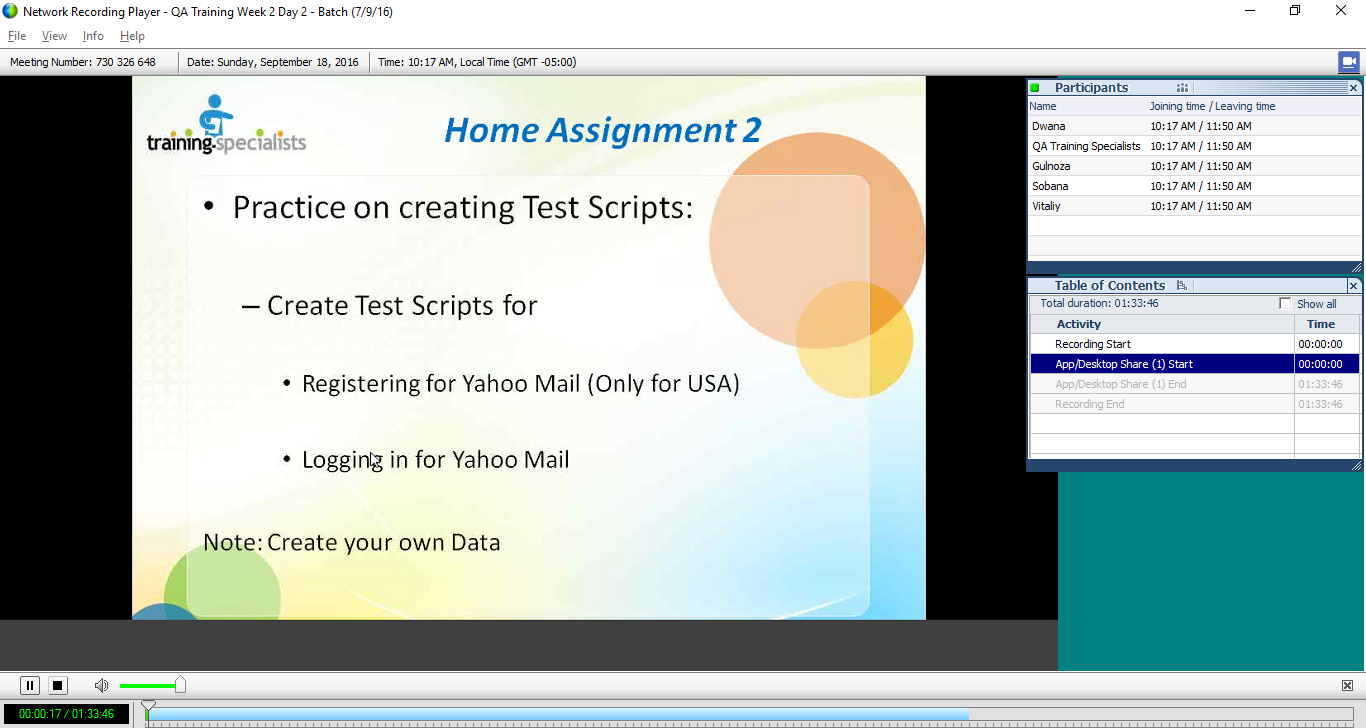 Network Recording Player - QA Training Week 2 Day 2 - Batch (7/9/16)
File View Info Help
Meeting Number: 730 326 648 Date: Sunday, September 18, 2016 Time: 10:17 AM, Local Time (GMT -05:00)
training-specialists
Home Assignment 2
• Practice on creating Test Scripts:
– Create Test Scripts for
• Registering for Yahoo Mail (Only for USA)
• Logging in for Yahoo Mail
Note: Create your own Data
Participants
Name Joining time / Leaving time
Dwana 10:17 AM / 11:50 AM
QA Training Specialists 10:17 AM / 11:50 AM
Gulnoza 10:17 AM / 11:50 AM
Sobana 10:17 AM / 11:50 AM
Vitaliy 10:17 AM / 11:50 AM
Table of Contents
Total duration: 01:33:46 Show all
Activity Time
Recording Start 00:00:00
App/Desktop Share (1) Start 00:00:00
App/Desktop Share (1) End 01:33:46
Recording End 01:33:46
00:00:17 / 01:33:46